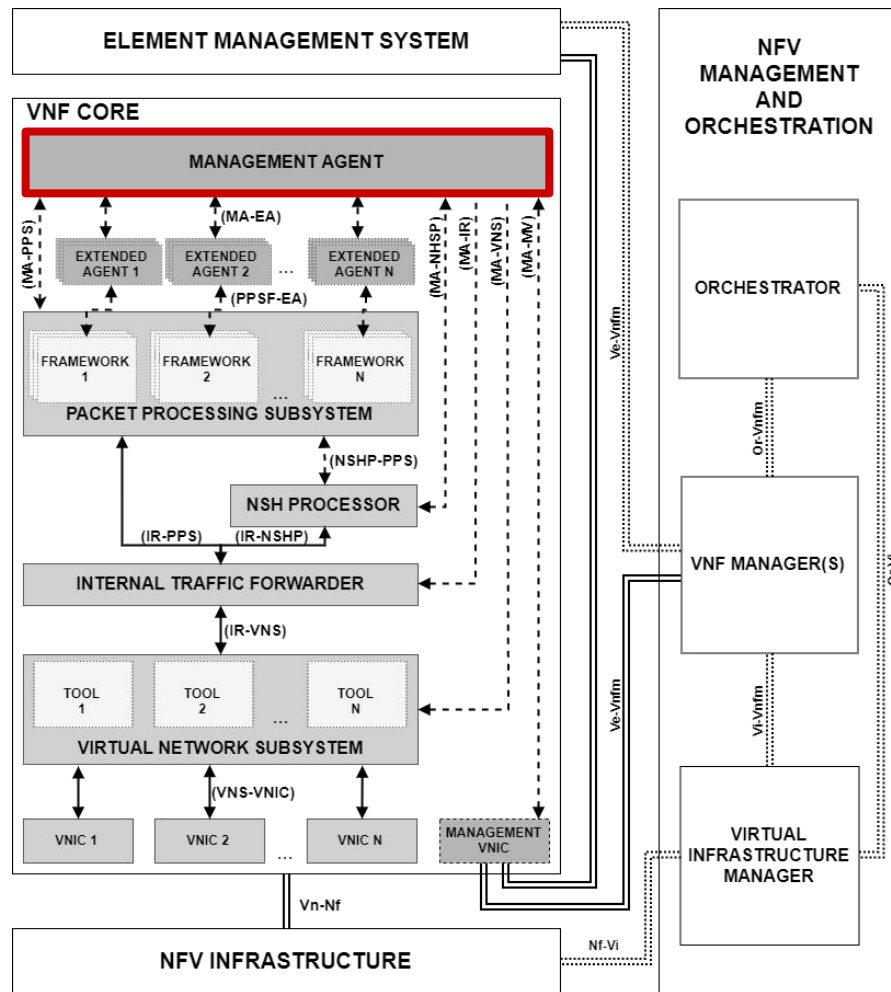 ELEMENT MANAGEMENT SYSTEM
NFV
MANAGEMENT
AND
ORCHESTRATION
VNF CORE
MANAGEMENT AGENT
(MA-PPS)
(MA-EA)
(MA-NHSP)
(MA-IR)
(MA-VNS)
(MA-MV)
EXTENDED
AGENT 1
EXTENDED
AGENT 2
...
EXTENDED
AGENT N
(PPSF-EA)
FRAMEWORK
1
FRAMEWORK
2
...
FRAMEWORK
N
PACKET PROCESSING SUBSYSTEM
(NSHP-PPS)
NSH PROCESSOR
(IR-PPS)
(IR-NSHP)
INTERNAL TRAFFIC FORWARDER
(IR-VNS)
TOOL
1
TOOL
2
...
TOOL
N
VIRTUAL NETWORK SUBSYSTEM
(VNS-VNIC)
VNIC 1
VNIC 2
...
VNIC N
MANAGEMENT
VNIC
Vn-Nf
NFV INFRASTRUCTURE
Ve-Vnfm
Ve-Vnfm
ORCHESTRATOR
Or-Vnfm
VNF MANAGER(S)
Vi-Vnfm
VIRTUAL
INFRASTRUCTURE
MANAGER
Nf-Vi